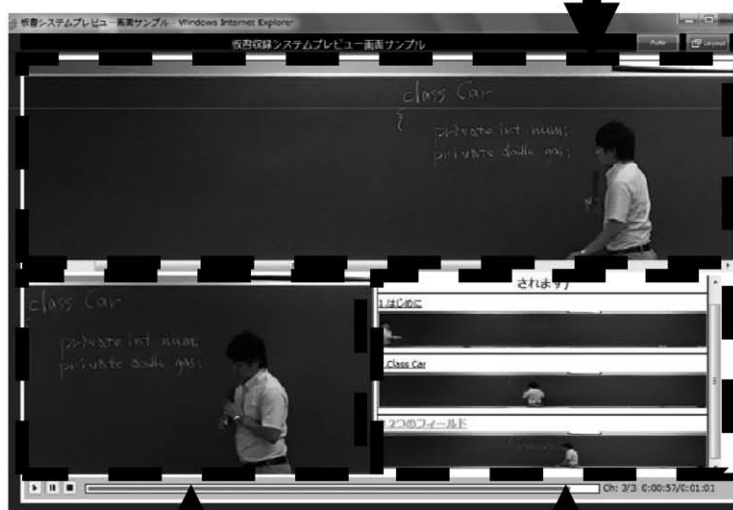 板書システムプレビュー画面サンプル - Windows Internet Explorer
板書収録システムプレビュー画面サンプル
Auto
Layout
class Car
{
private int num;
private double gas;
class Car
private int num;
private double gas;
されます)
1 はじめに
Class Car
2つのフィールド
Ch: 3/3 0:00:57/0:01:01